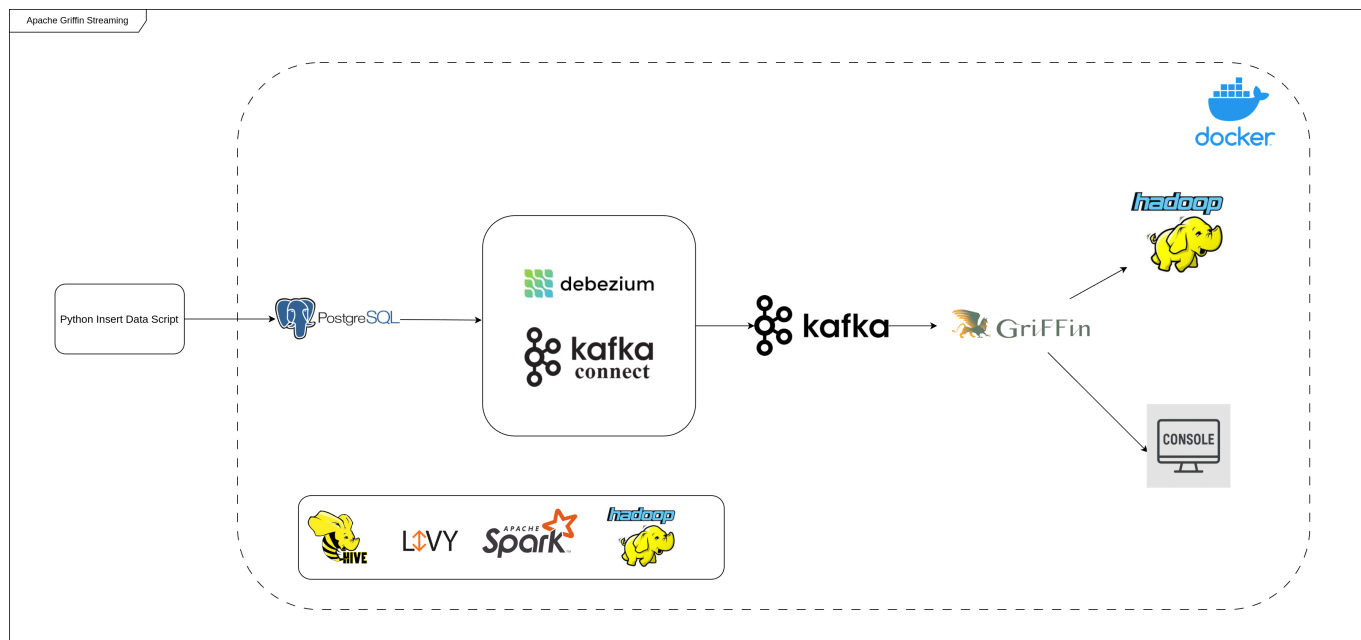 Apache Griffin Streaming
docker
hadoop
debezium
Python Insert Data Script
PostgreSQL
kafka
connect
kafka
GriFFin
CONSOLE
HIVE
LIVY
APACHE
Spark
hadoop